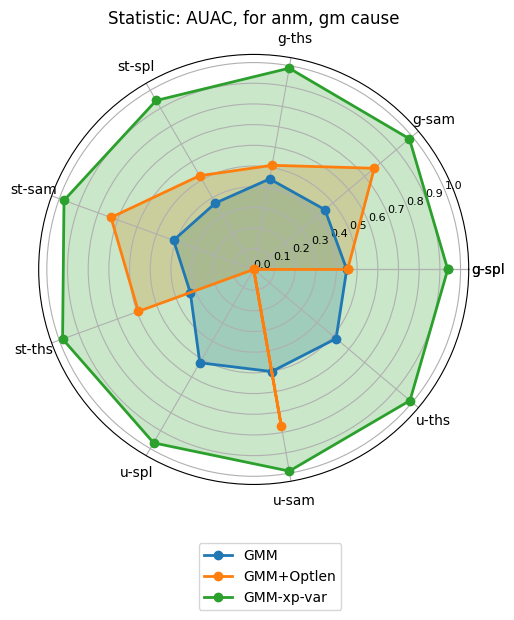 Statistic: AUAC, for anm, gm cause
g-ths
st-spl
g-sam
st-sam
1.0
0.9
0.8
0.7
0.6
0.5
0.4
0.3
0.2
0.1
0.0
g-spl
st-ths
u-ths
u-spl
u-sam
GMM
GMM+Optlen
GMM-xp-var